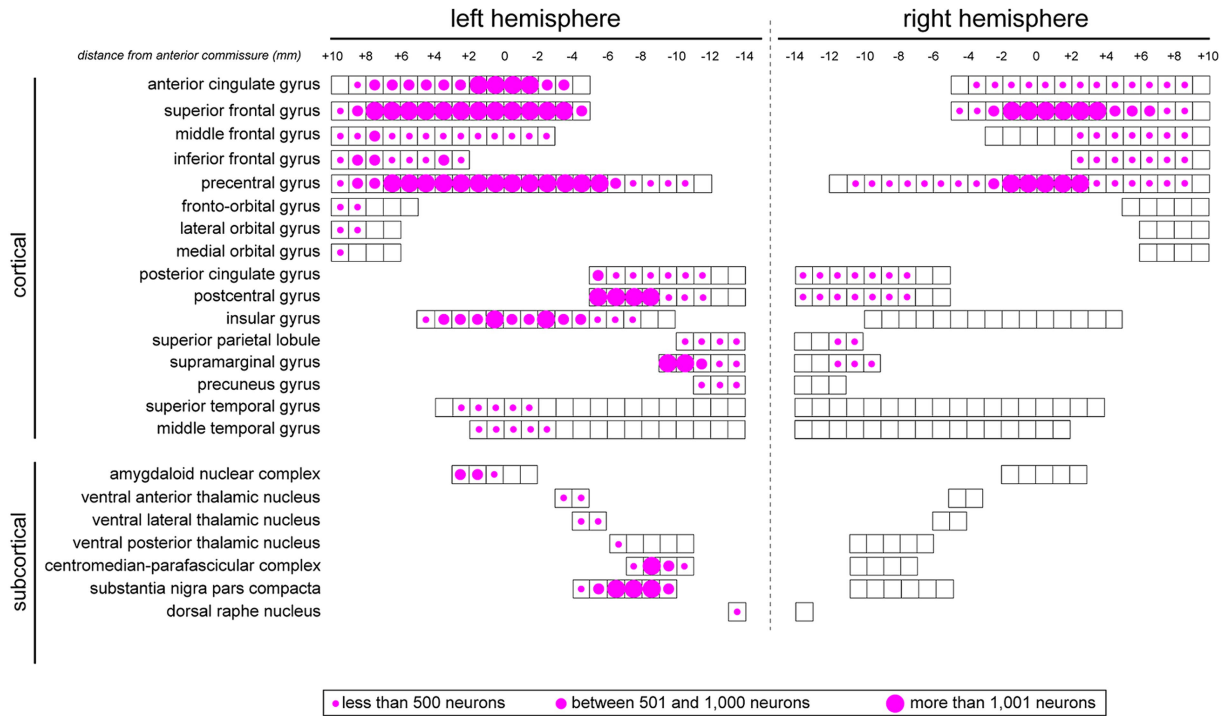 left hemisphere
right hemisphere
distance from anterior commissure (mm)
+10 +8 +6 +4 +2 0 -2 -4 -6 -8 -10 -12 -14
-14 -12 -10 -8 -6 -4 -2 0 +2 +4 +6 +8 +10
cortical
anterior cingulate gyrus
superior frontal gyrus
middle frontal gyrus
inferior frontal gyrus
precentral gyrus
fronto-orbital gyrus
lateral orbital gyrus
medial orbital gyrus
posterior cingulate gyrus
postcentral gyrus
insular gyrus
superior parietal lobule
supramarginal gyrus
precuneus gyrus
superior temporal gyrus
middle temporal gyrus
subcortical
amygdaloid nuclear complex
ventral anterior thalamic nucleus
ventral lateral thalamic nucleus
ventral posterior thalamic nucleus
centromedian-parafascicular complex
substantia nigra pars compacta
dorsal raphe nucleus
less than 500 neurons
between 501 and 1,000 neurons
more than 1,001 neurons